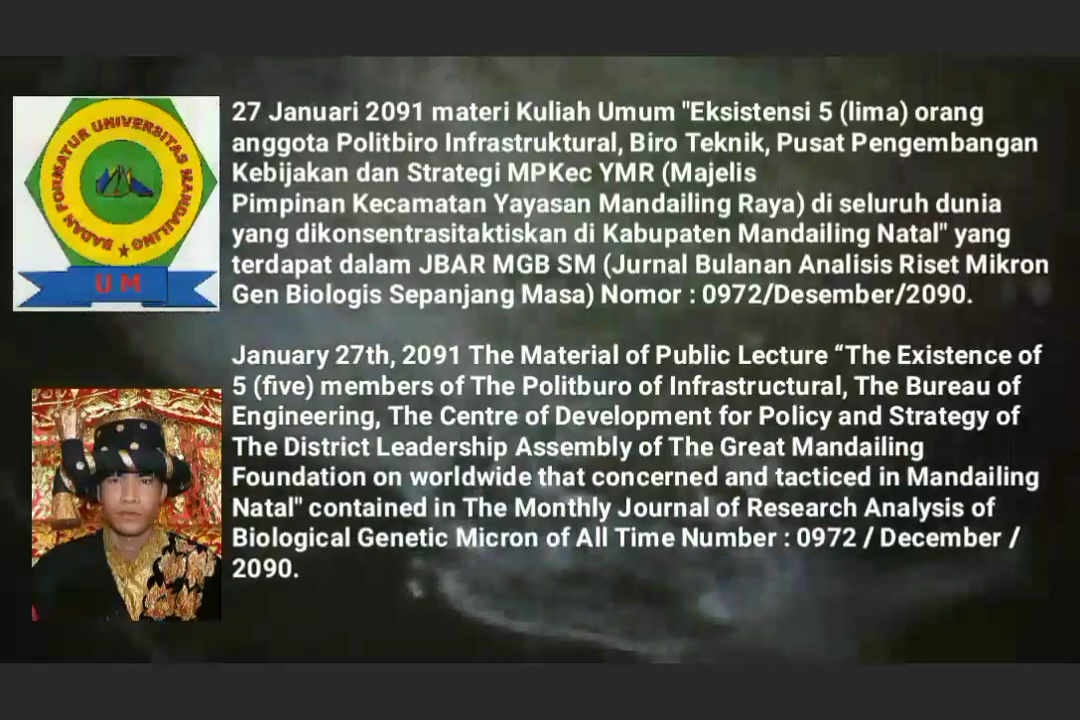 BADAN FORMATUR UNIVERSITAS MANDAILING
U M
27 Januari 2091 materi Kuliah Umum "Eksistensi 5 (lima) orang
anggota Politbiro Infrastruktural, Biro Teknik, Pusat Pengembangan
Kebijakan dan Strategi MPKec YMR (Majelis
Pimpinan Kecamatan Yayasan Mandailing Raya) di seluruh dunia
yang dikonsentrasitaktiskan di Kabupaten Mandailing Natal" yang
terdapat dalam JBAR MGB SM (Jurnal Bulanan Analisis Riset Mikron
Gen Biologis Sepanjang Masa) Nomor : 0972/Desember/2090.
January 27th, 2091 The Material of Public Lecture “The Existence of
5 (five) members of The Politburo of Infrastructural, The Bureau of
Engineering, The Centre of Development for Policy and Strategy of
The District Leadership Assembly of The Great Mandailing
Foundation on worldwide that concerned and tacticed in Mandailing
Natal" contained in The Monthly Journal of Research Analysis of
Biological Genetic Micron of All Time Number : 0972 / December /
2090.